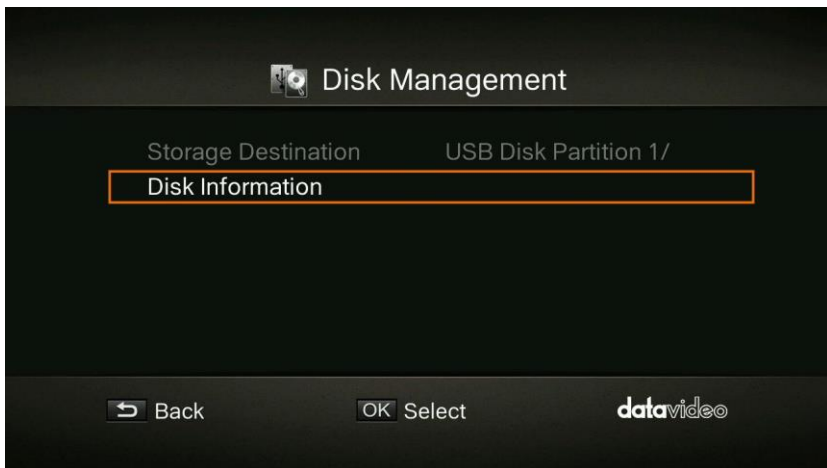 Disk Management
Storage Destination USB Disk Partition 1/
Disk Information
Back OK Select datavideo